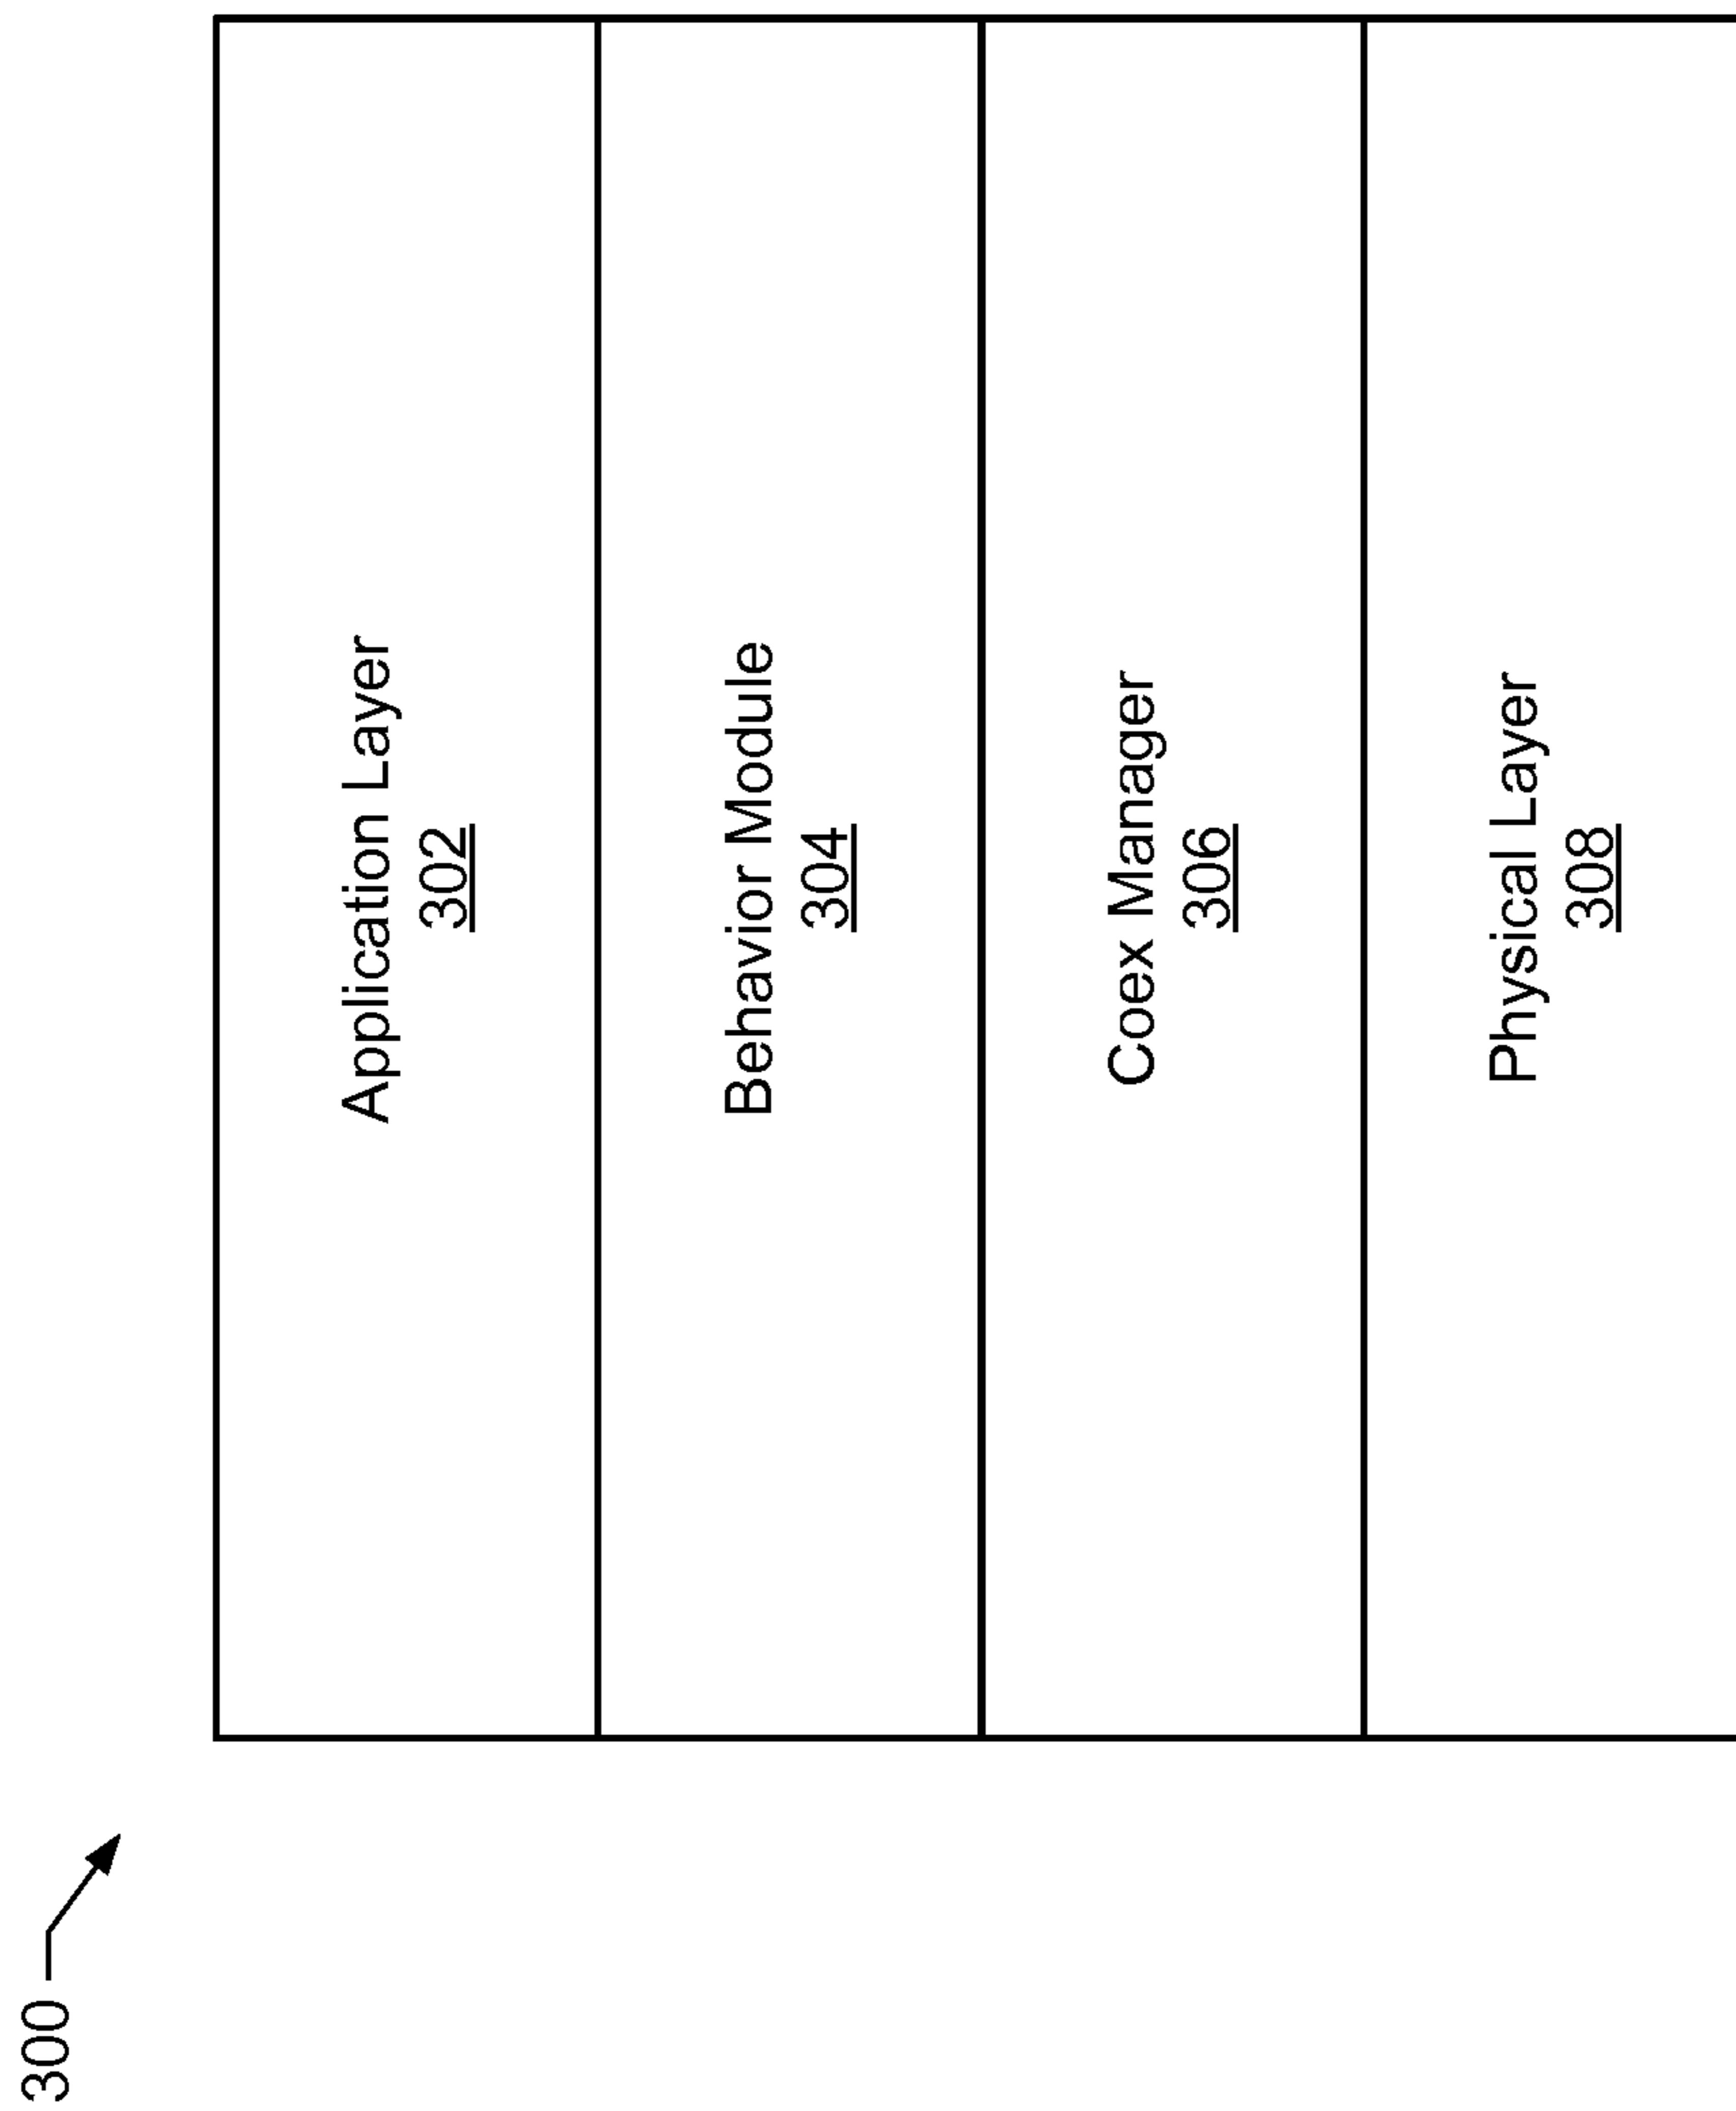 300
Application Layer
302
Behavior Module
304
Coex Manager
306
Physical Layer
308